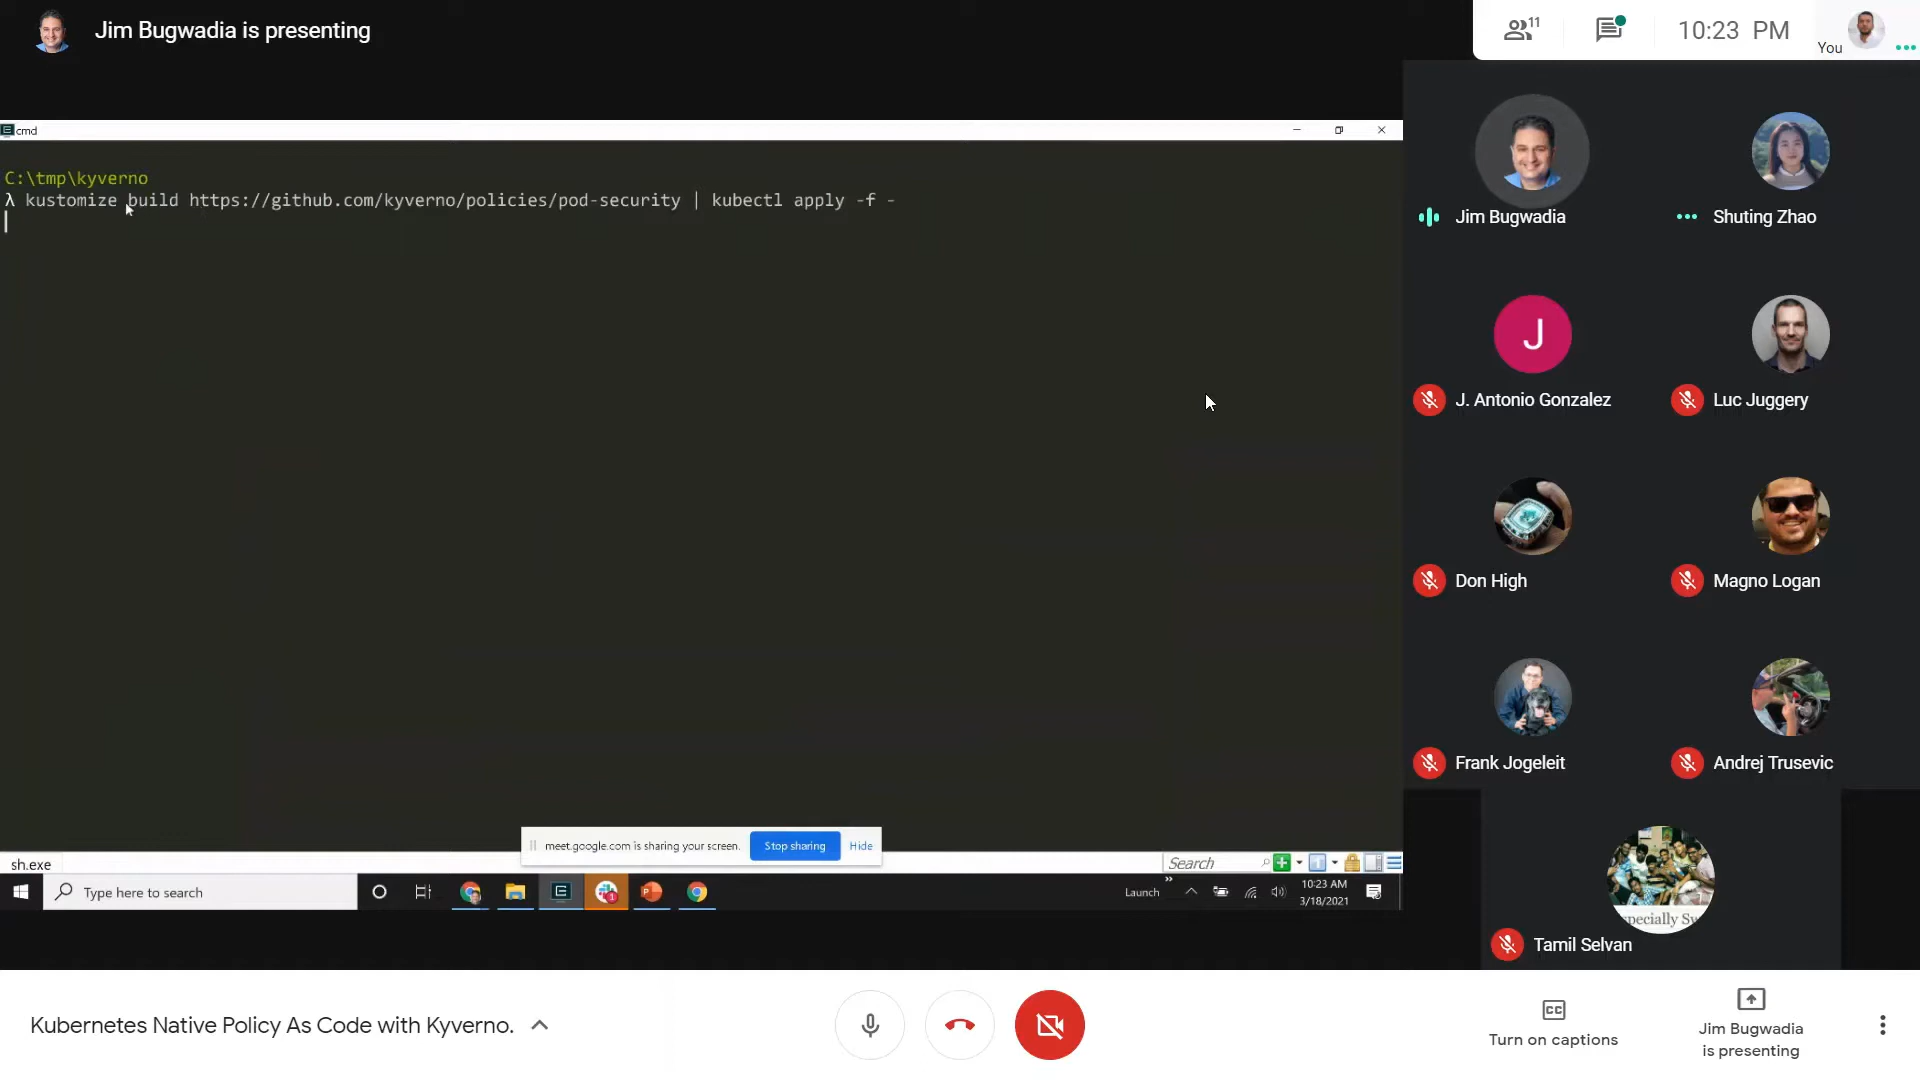 Jim Bugwadia is presenting
11
10:23 PM
You
cmd
C:\tmp\kyverno
λ kustomize build https://github.com/kyverno/policies/pod-security | kubectl apply -f -
Jim Bugwadia
Shuting Zhao
J
J. Antonio Gonzalez
Luc Juggery
Don High
Magno Logan
Frank Jogeleit
Andrej Trusevic
Tamil Selvan
meet.google.com is sharing your screen.
Stop sharing
Hide
sh.exe
Search
Type here to search
Launch
10:23 AM
3/18/2021
Kubernetes Native Policy As Code with Kyverno.
Turn on captions
Jim Bugwadia
is presenting